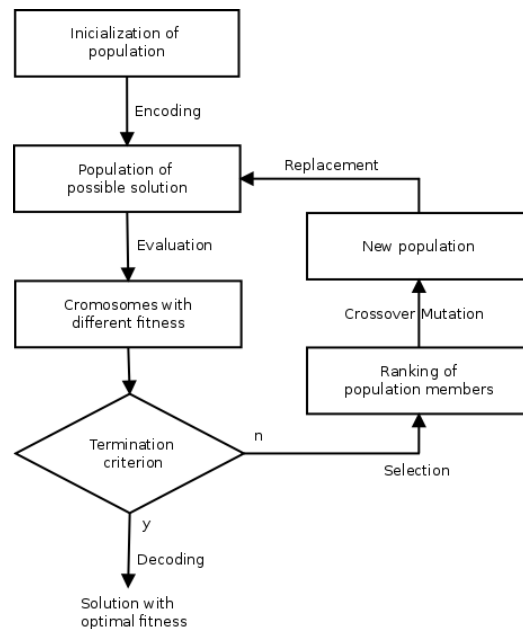 Inicialization of
population
Encoding
Population of
possible solution
Replacement
Evaluation
New population
Cromosomes with
different fitness
Crossover Mutation
Ranking of
population members
Termination
criterion
n
Selection
y
Decoding
Solution with
optimal fitness